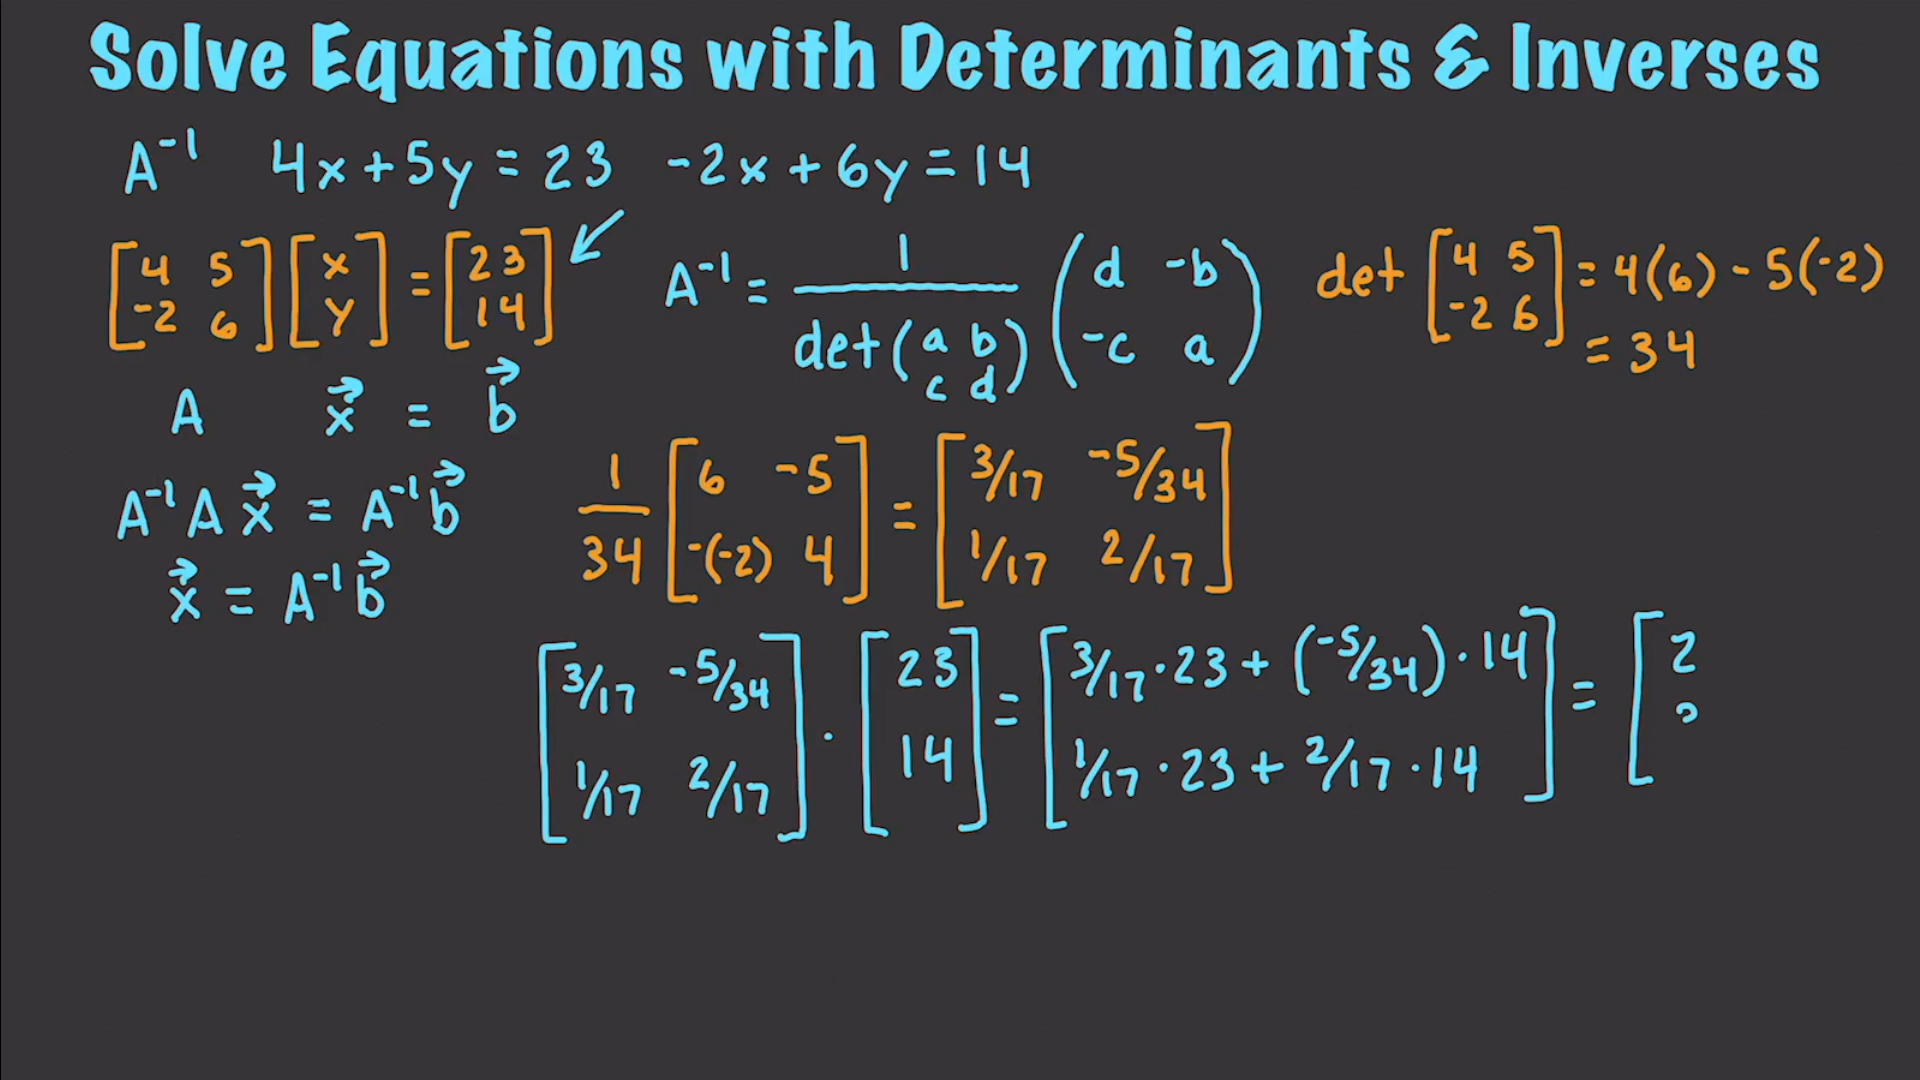 Solve Equations with Determinants & Inverses
A⁻¹ 4x+5y=23 -2x+6y=14
[4 5; -2 6] [x; y] = [23; 14]
A⁻¹ = 1/det(a b; c d) (d -b; -c a)
det [4 5; -2 6] = 4(6) - 5(-2)
= 34
A x⃗ = b⃗
A⁻¹A x⃗ = A⁻¹b⃗
x⃗ = A⁻¹b⃗
1/34 [6 -5; -(-2) 4] = [3/17 -5/34; 1/17 2/17]
[3/17 -5/34; 1/17 2/17] · [23; 14] = [3/17·23 + (-5/34)·14; 1/17·23 + 2/17·14] = [2